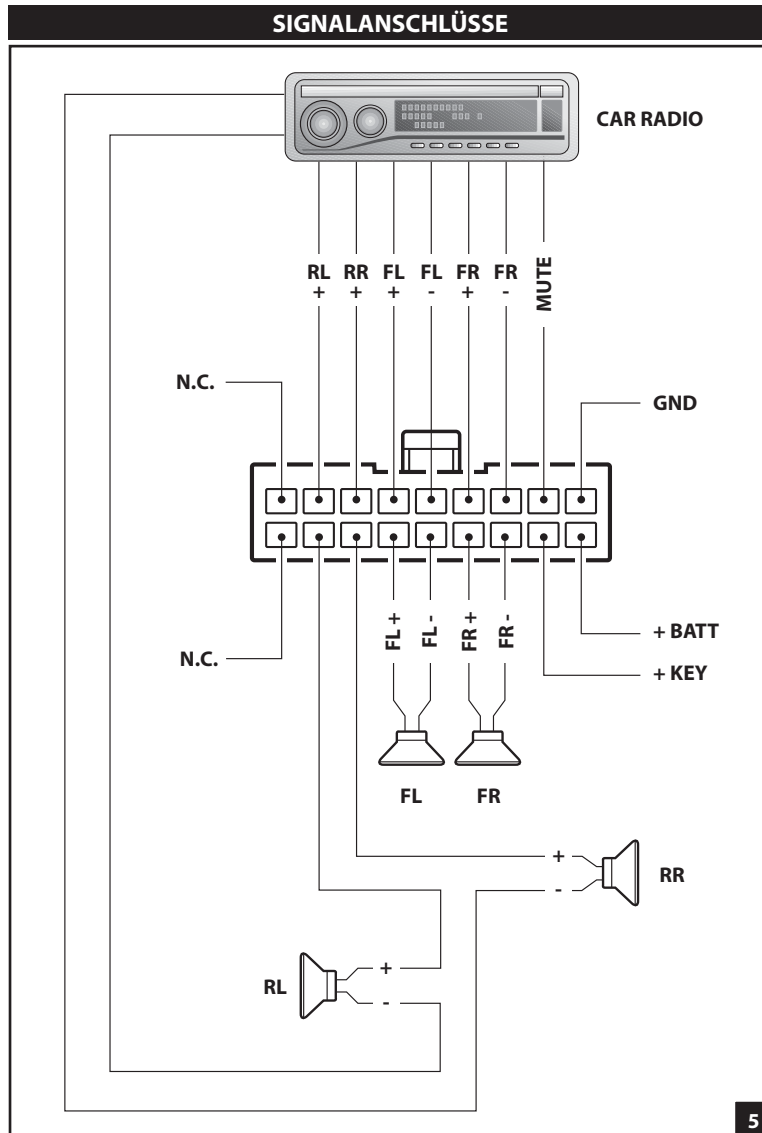 SIGNALANSCHLÜSSE
CAR RADIO
RL RR FL FL FR FR MUTE
+ + + - + -
N.C.
GND
FL + FL - FR + FR -
+ BATT
N.C.
+ KEY
FL FR
+
RR
-
+
RL
-
5